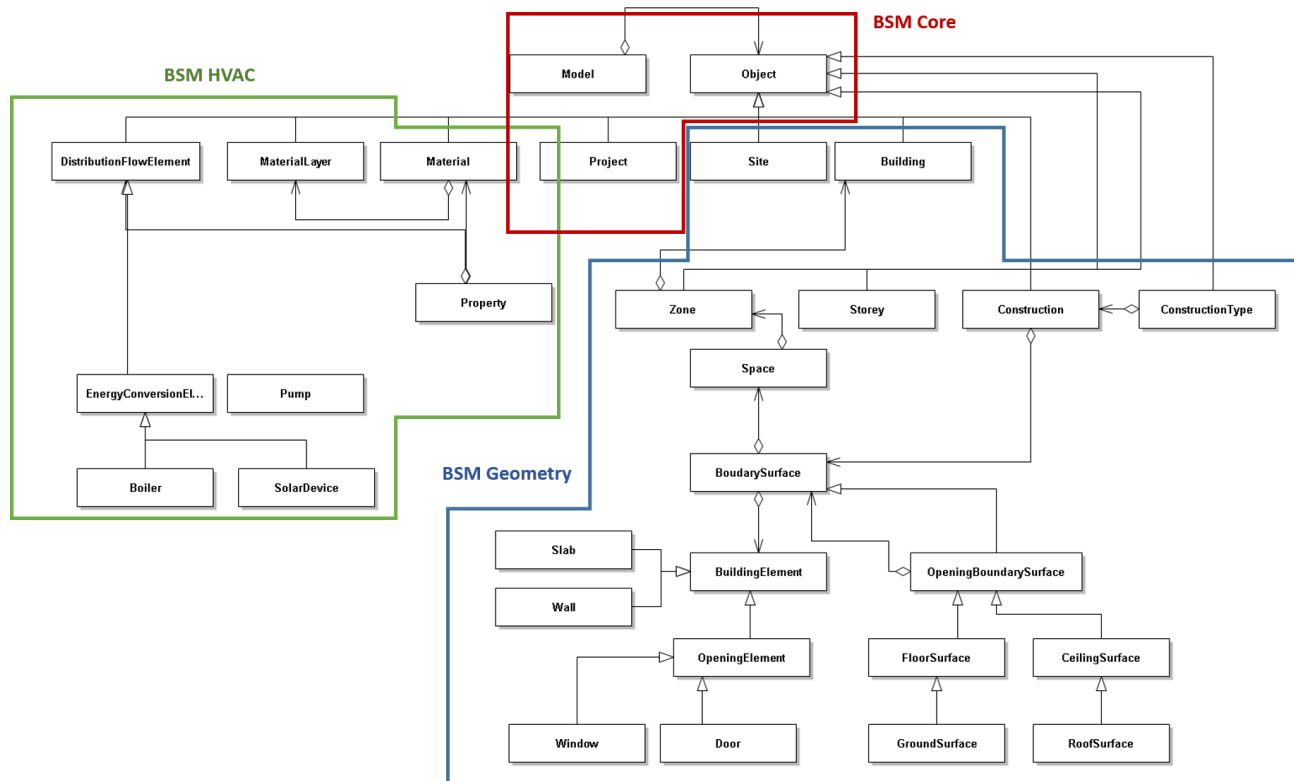 BSM Core
Model
Object
BSM HVAC
DistributionFlowElement
MaterialLayer
Material
Project
Site
Building
Property
Zone
Storey
Construction
ConstructionType
Space
EnergyConversionEl...
Pump
BoudarySurface
BSM Geometry
Boiler
SolarDevice
Slab
BuildingElement
OpeningBoundarySurface
Wall
OpeningElement
FloorSurface
CeilingSurface
Window
Door
GroundSurface
RoofSurface